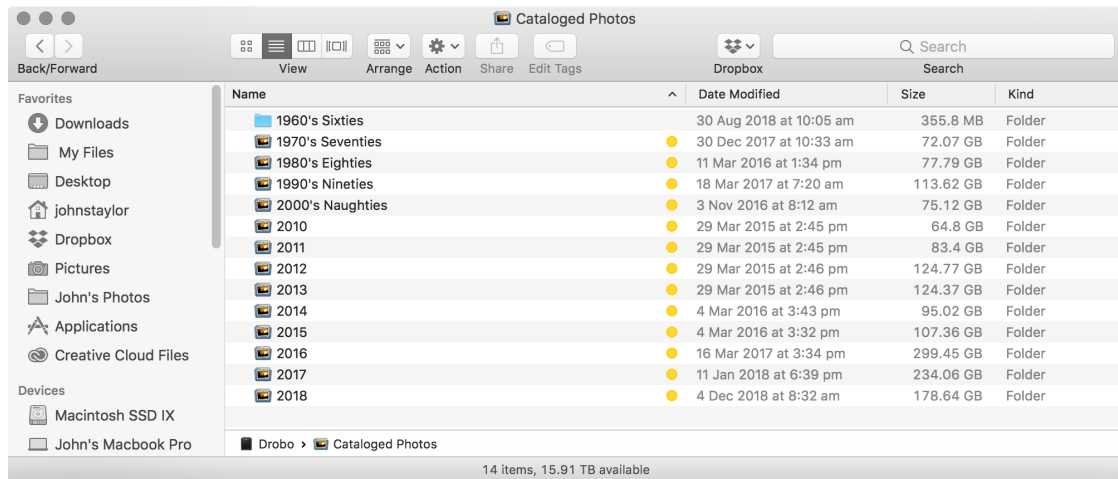 Cataloged Photos
Search
Back/Forward View Arrange Action Share Edit Tags Dropbox Search
Favorites
Downloads
My Files
Desktop
johnstaylor
Dropbox
Pictures
John's Photos
Applications
Creative Cloud Files
Devices
Macintosh SSD IX
John's Macbook Pro
Name Date Modified Size Kind
1960's Sixties 30 Aug 2018 at 10:05 am 355.8 MB Folder
1970's Seventies 30 Dec 2017 at 10:33 am 72.07 GB Folder
1980's Eighties 11 Mar 2016 at 1:34 pm 77.79 GB Folder
1990's Nineties 18 Mar 2017 at 7:20 am 113.62 GB Folder
2000's Naughties 3 Nov 2016 at 8:12 am 75.12 GB Folder
2010 29 Mar 2015 at 2:45 pm 64.8 GB Folder
2011 29 Mar 2015 at 2:45 pm 83.4 GB Folder
2012 29 Mar 2015 at 2:46 pm 124.77 GB Folder
2013 29 Mar 2015 at 2:46 pm 124.37 GB Folder
2014 4 Mar 2016 at 3:43 pm 95.02 GB Folder
2015 4 Mar 2016 at 3:32 pm 107.36 GB Folder
2016 16 Mar 2017 at 3:34 pm 299.45 GB Folder
2017 11 Jan 2018 at 6:39 pm 234.06 GB Folder
2018 4 Dec 2018 at 8:32 am 178.64 GB Folder
Drobo › Cataloged Photos
14 items, 15.91 TB available